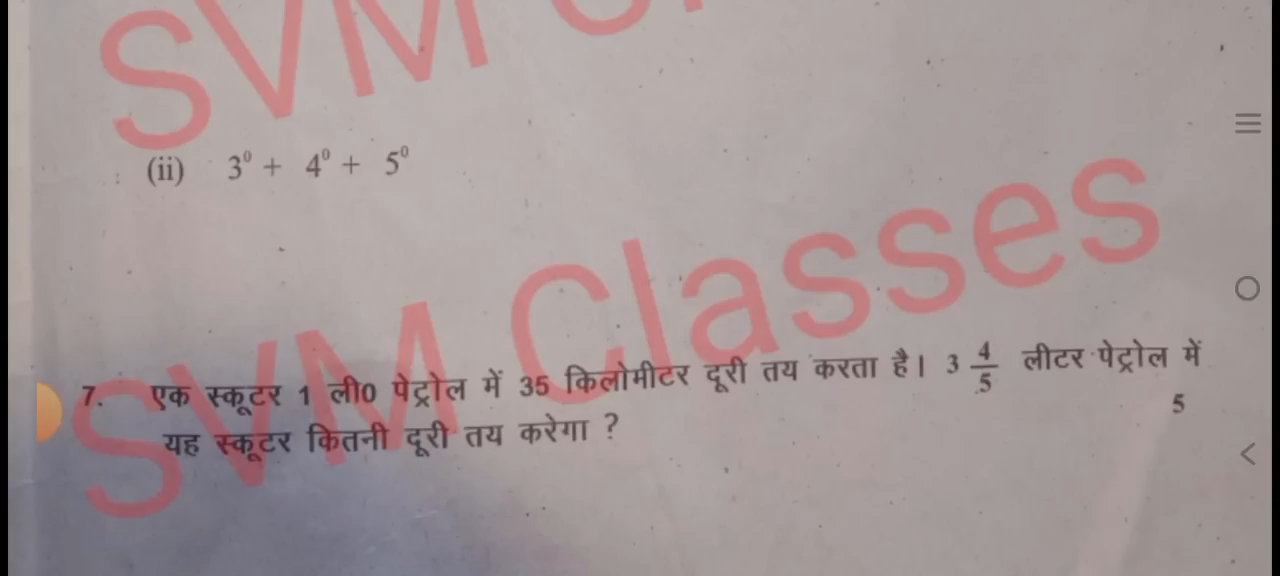 SVM
(ii) 3⁰ + 4⁰ + 5⁰
SVM Classes
7. एक स्कूटर 1 ली0 पेट्रोल में 35 किलोमीटर दूरी तय करता है। 3 4/5 लीटर पेट्रोल में
यह स्कूटर कितनी दूरी तय करेगा ? 5